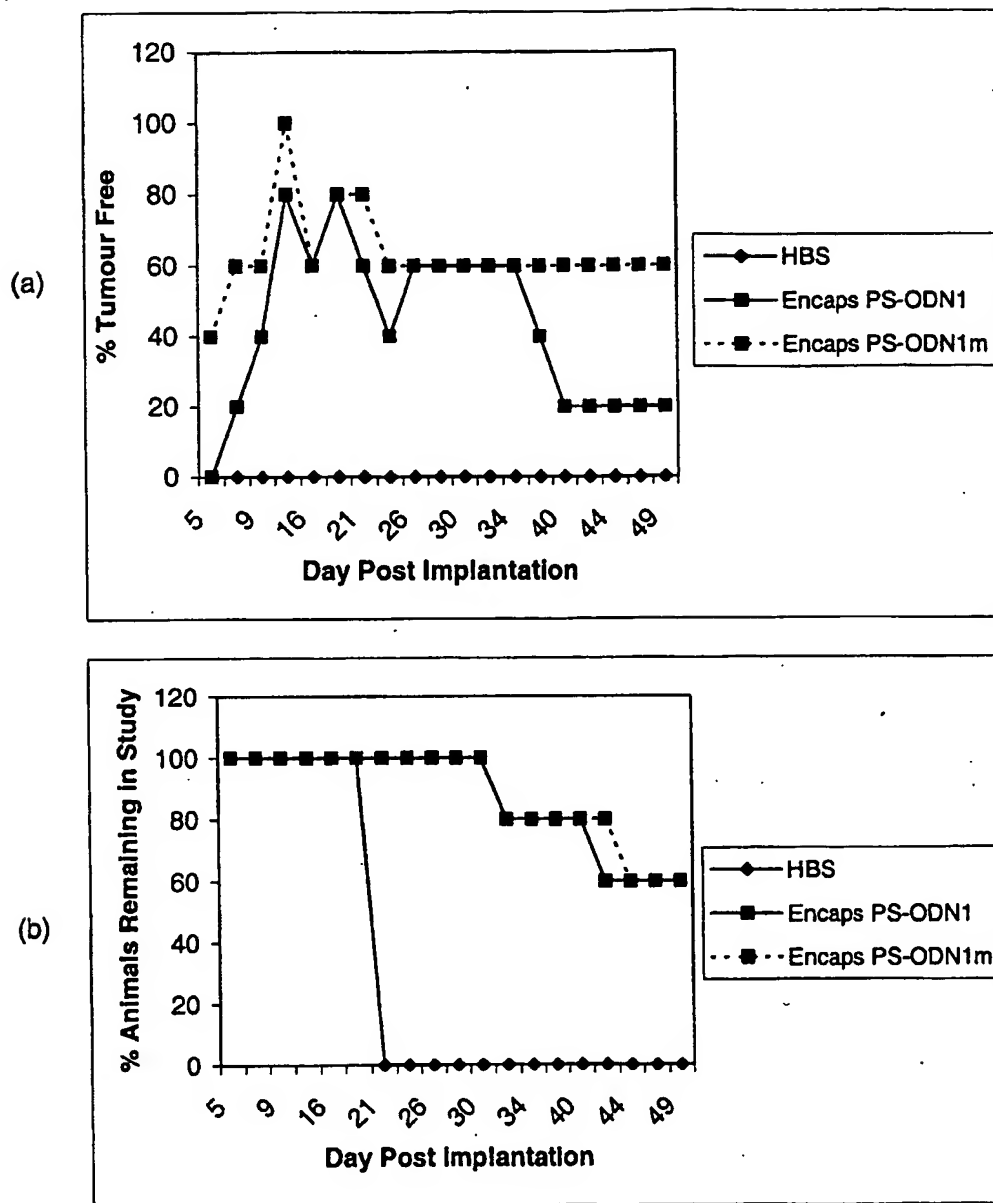 (a)
% Tumour Free
120
100
80
60
40
20
0
5 9 16 21 26 30 34 40 44 49
Day Post Implantation
HBS
Encaps PS-ODN1
Encaps PS-ODN1m
(b)
% Animals Remaining in Study
120
100
80
60
40
20
0
5 9 16 21 26 30 34 40 44 49
Day Post Implantation
HBS
Encaps PS-ODN1
Encaps PS-ODN1m